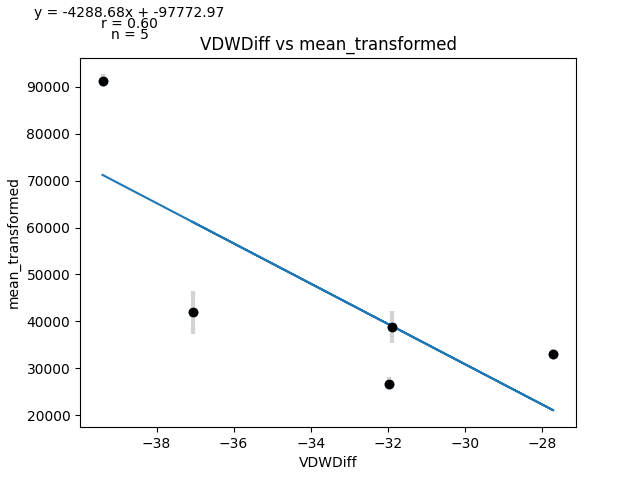 y = -4288.68x + -97772.97
r = 0.60
n = 5
VDWDiff vs mean_transformed
mean_transformed
90000
80000
70000
60000
50000
40000
30000
20000
−38
−36
−34
−32
−30
−28
VDWDiff